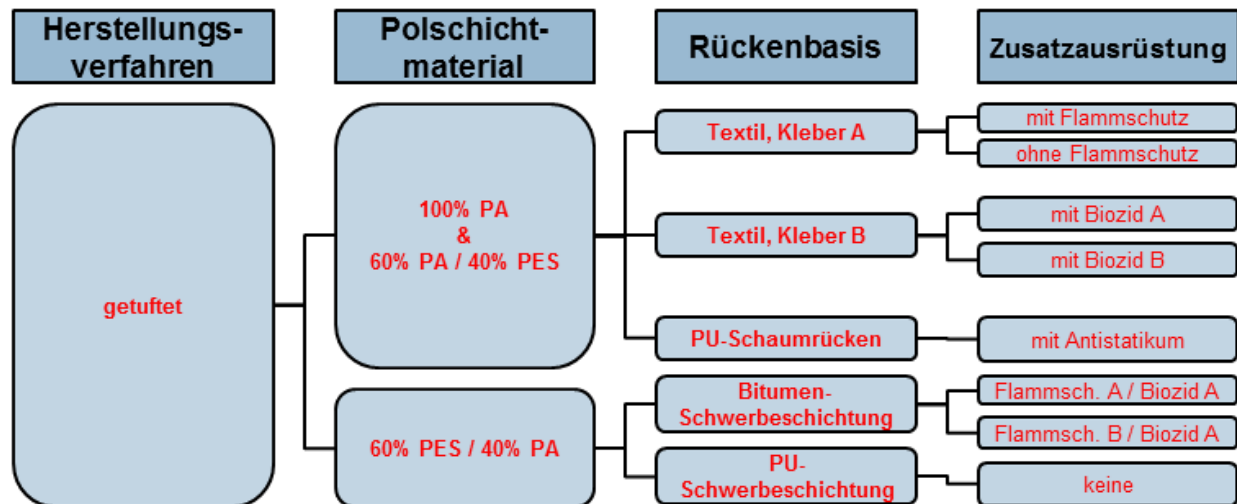 Herstellungs-
verfahren
Polschicht-
material
Rückenbasis
Zusatzausrüstung
getuftet
100% PA
&
60% PA / 40% PES
Textil, Kleber A
mit Flammschutz
ohne Flammschutz
Textil, Kleber B
mit Biozid A
mit Biozid B
PU-Schaumrücken
mit Antistatikum
60% PES / 40% PA
Bitumen-
Schwerbeschichtung
Flammsch. A / Biozid A
Flammsch. B / Biozid A
PU-
Schwerbeschichtung
keine